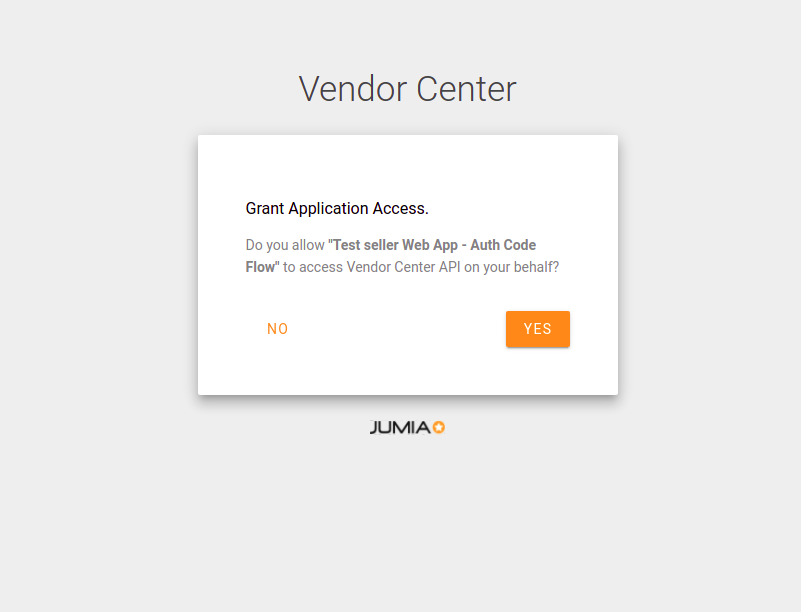 Vendor Center
Grant Application Access.
Do you allow "Test seller Web App - Auth Code
Flow" to access Vendor Center API on your behalf?
NO
YES
JUMIA